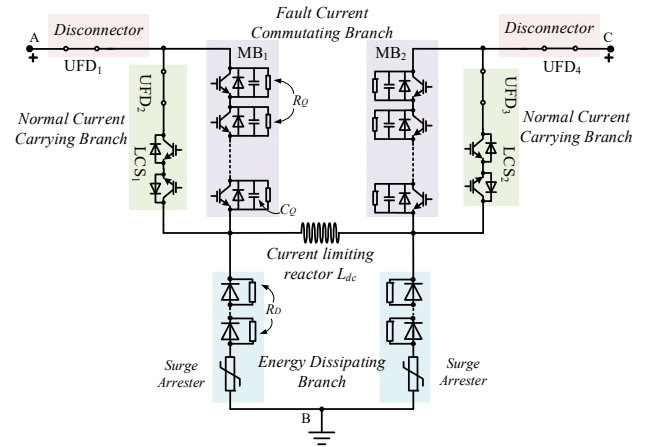 Disconnector
Fault Current
Commutating Branch
Disconnector
A
UFD1
MB1
MB2
UFD4
C
+
+
UFD2
RQ
UFD3
Normal Current
Carrying Branch
Normal Current
Carrying Branch
LCS1
LCS2
CQ
Current limiting
reactor Ldc
RD
Surge
Arrester
Energy Dissipating
Branch
Surge
Arrester
B